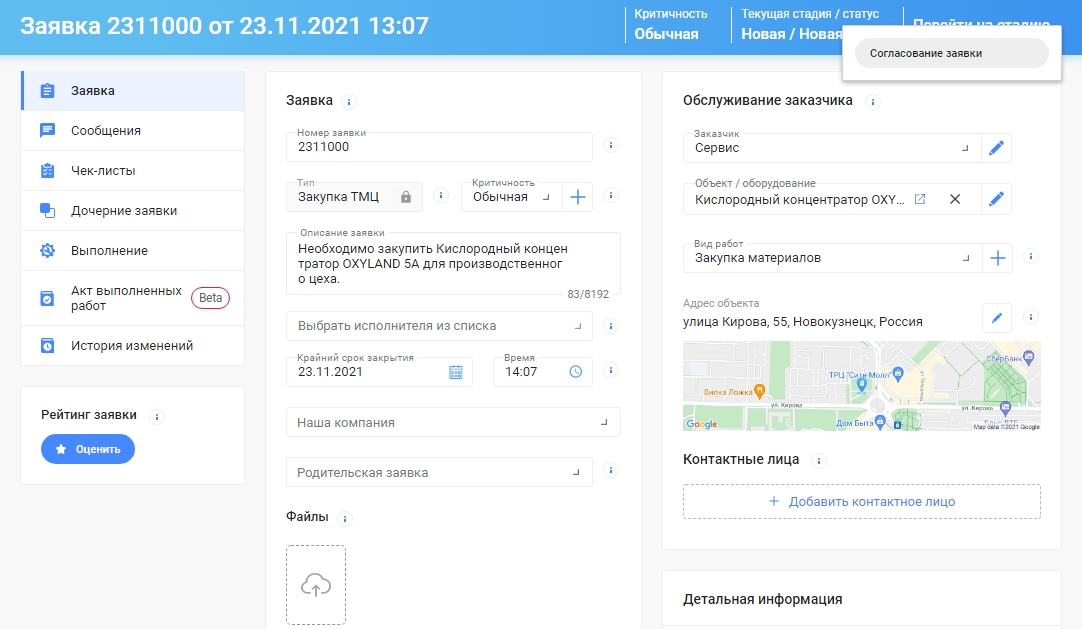 Заявка 2311000 от 23.11.2021 13:07
Критичность
Обычная
Текущая стадия / статус
Новая / Новая
Перейти на стадию
Согласование заявки
Заявка
Сообщения
Чек-листы
Дочерние заявки
Выполнение
Акт выполненных
работ
Beta
История изменений
Рейтинг заявки
Оценить
Заявка
Номер заявки
2311000
Тип
Закупка ТМЦ
Критичность
Обычная
Описание заявки
Необходимо закупить Кислородный концен
тратор OXYLAND 5A для производственног
о цеха.
83/8192
Выбрать исполнителя из списка
Крайний срок закрытия
23.11.2021
Время
14:07
Наша компания
Родительская заявка
Файлы
Обслуживание заказчика
Заказчик
Сервис
Объект / оборудование
Кислородный концентратор OXY...
Вид работ
Закупка материалов
Адрес объекта
улица Кирова, 55, Новокузнецк, Россия
СберБанк
ТРЦ "Сити Молл"
Вилка Ложка
ул. Кирова
ул. Кирова
Дом Быта
Банк ВТБ
Google
Map data ©2021 Google
Контактные лица
Добавить контактное лицо
Детальная информация